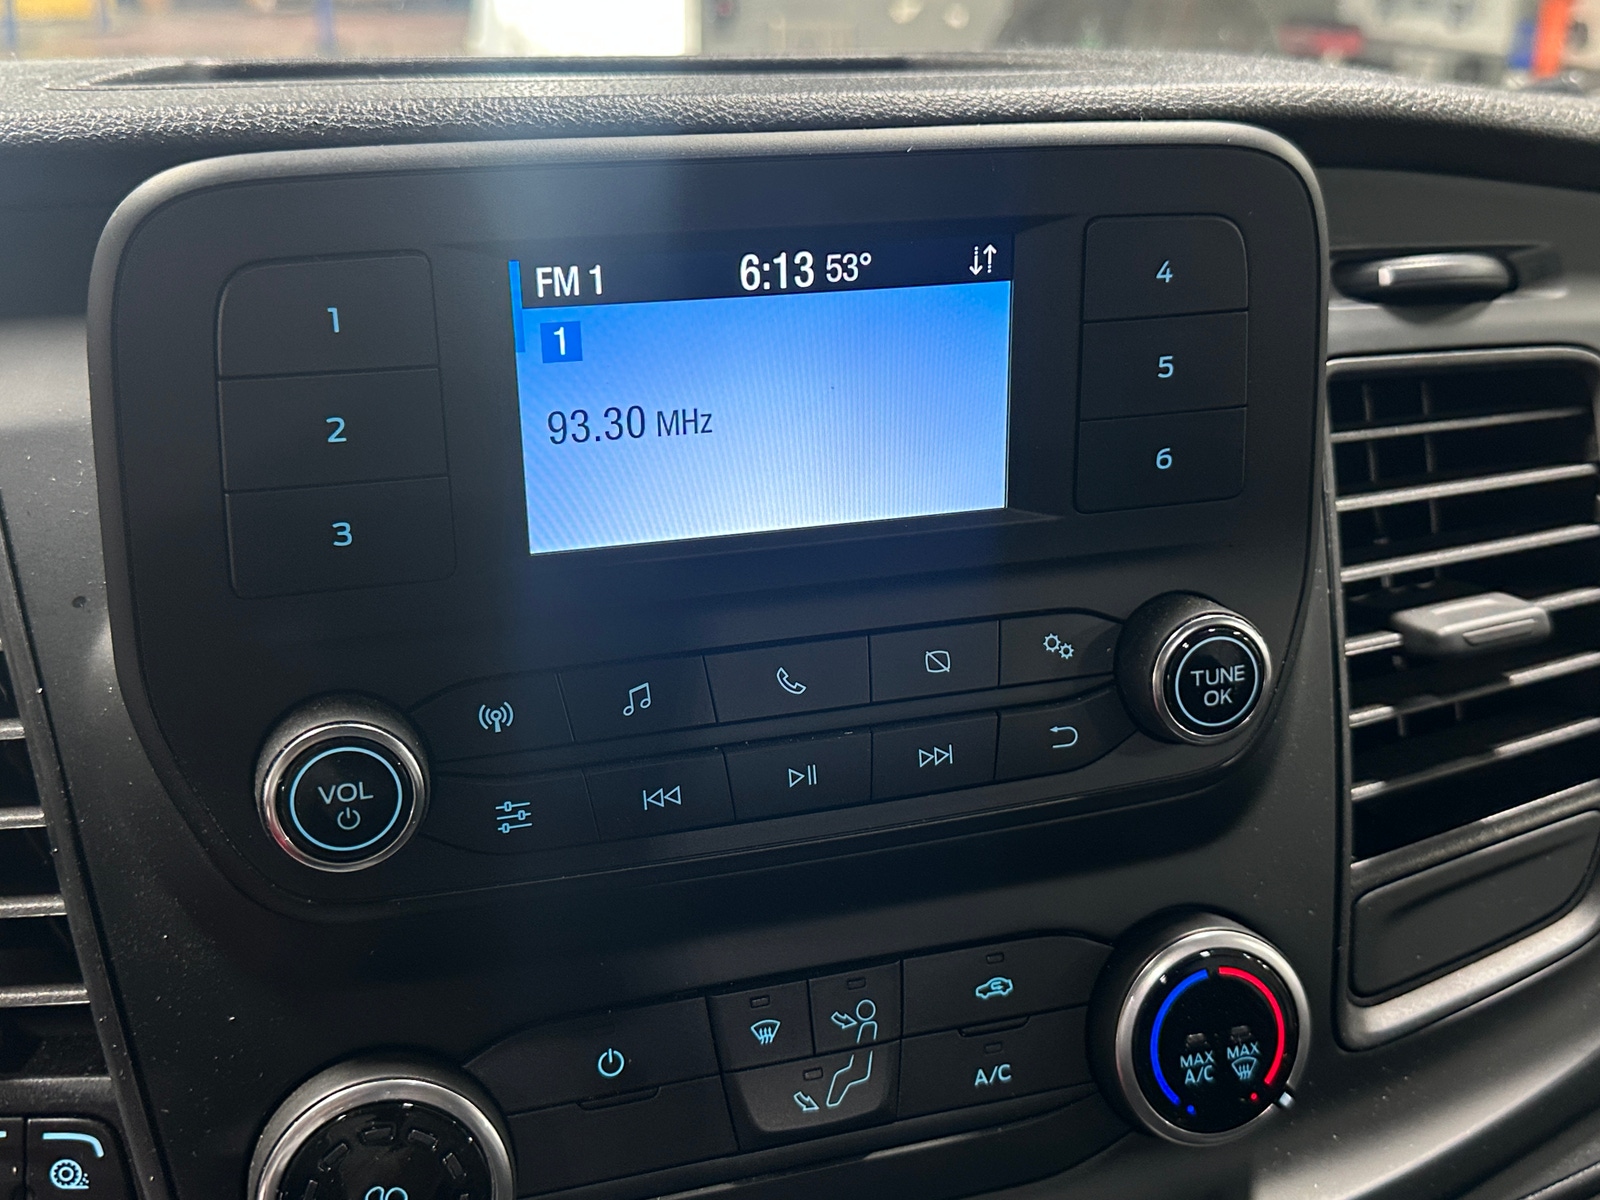 FM 1 6:13 53°
1
93.30 MHz
1
2
3
4
5
6
VOL
TUNE
OK
A/C
MAX
A/C
MAX